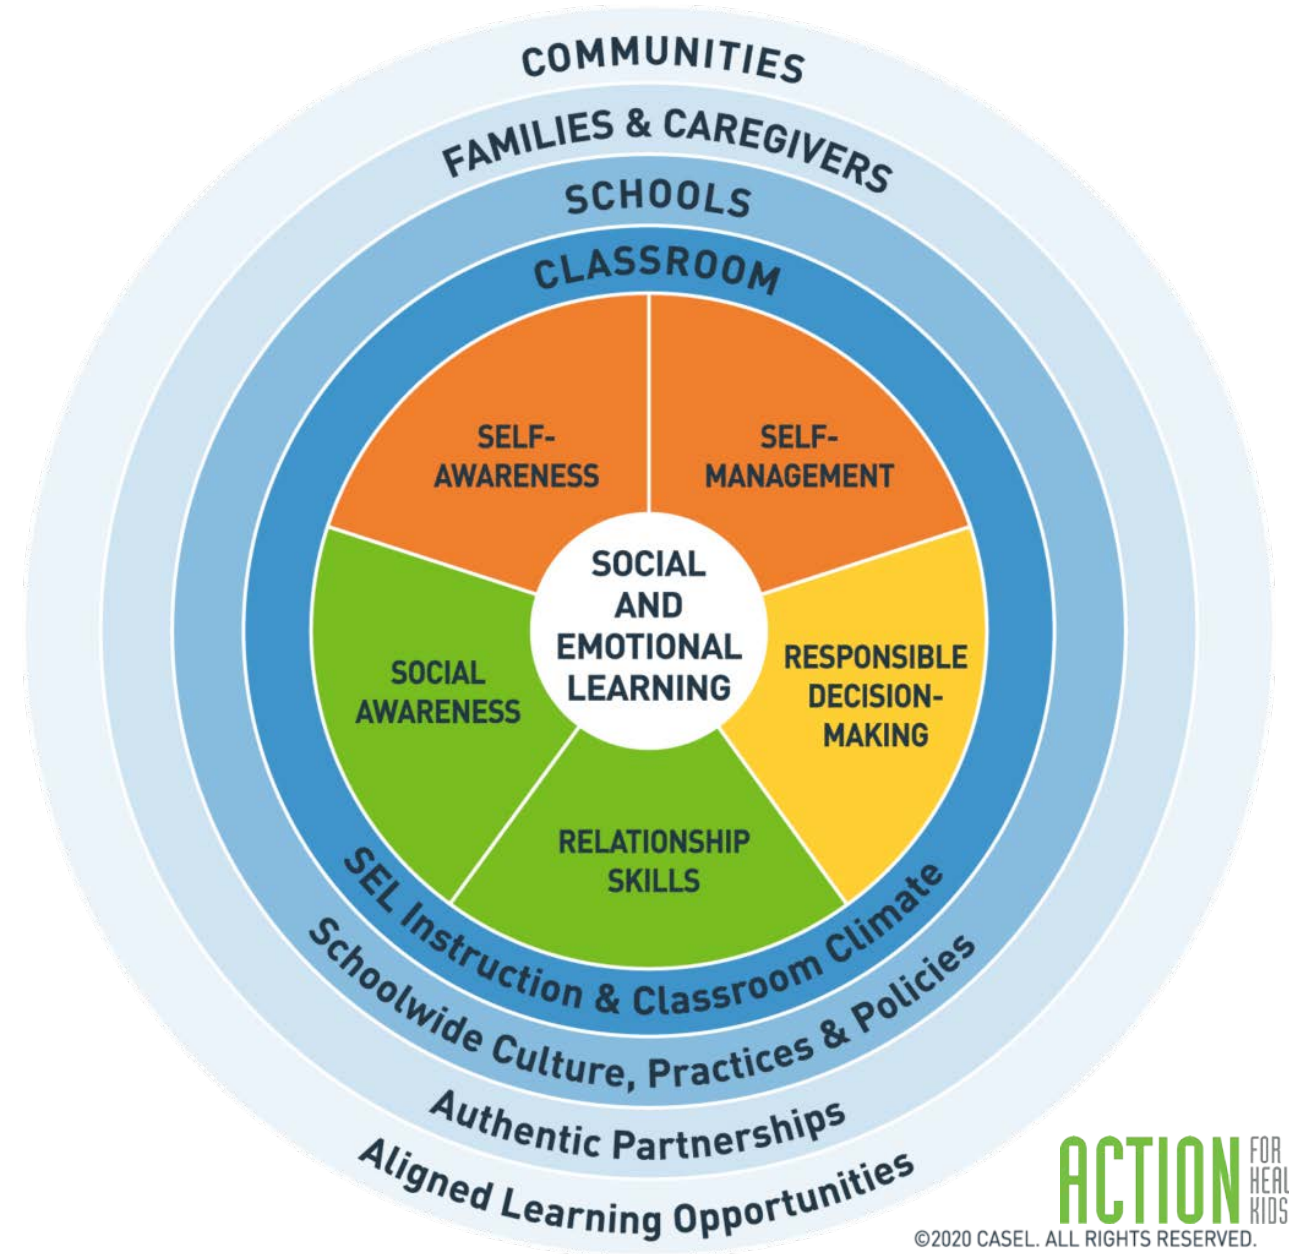 COMMUNITIES
FAMILIES & CAREGIVERS
SCHOOLS
CLASSROOM
SELF-
AWARENESS
SELF-
MANAGEMENT
SOCIAL
AND
EMOTIONAL
LEARNING
RESPONSIBLE
DECISION-
MAKING
SOCIAL
AWARENESS
RELATIONSHIP
SKILLS
SEL Instruction & Classroom Climate
Schoolwide Culture, Practices & Policies
Authentic Partnerships
Aligned Learning Opportunities
ACTION
FOR
HEAL
KIDS
©2020 CASEL. ALL RIGHTS RESERVED.